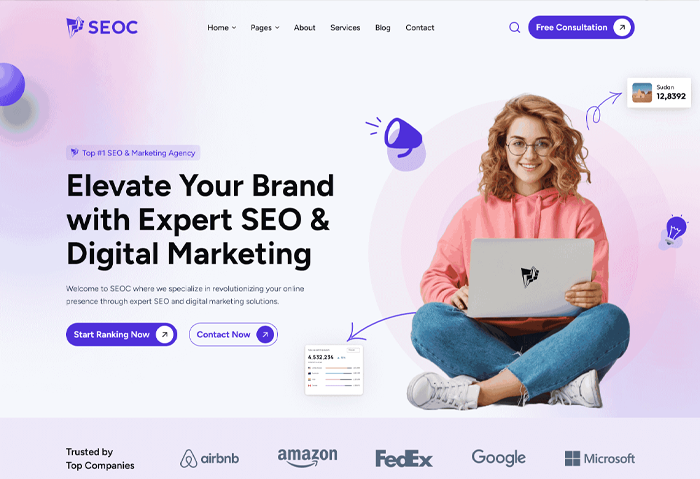 SEOC
Home Pages About Services Blog Contact
Free Consultation
Sudan
12,8392
Top #1 SEO & Marketing Agency
Elevate Your Brand
with Expert SEO &
Digital Marketing
Welcome to SEOC where we specialize in revolutionizing your online
presence through expert SEO and digital marketing solutions.
Start Ranking Now Contact Now
4,532,234
Trusted by
Top Companies
airbnb amazon FedEx Google Microsoft